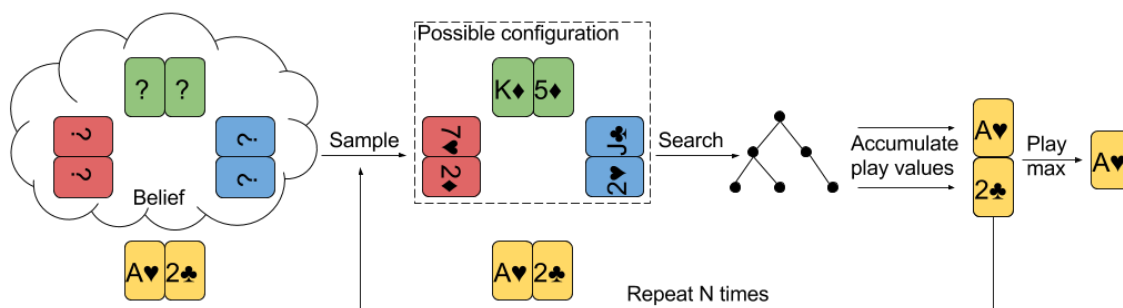 Possible configuration
? ?
K♦ 5♦
? ?
? ?
7♥ 2♦
J♣ 2♥
Sample
Search
Accumulate
play values
A♥
2♣
Play
max
A♥
Belief
A♥ 2♣
A♥ 2♣
Repeat N times